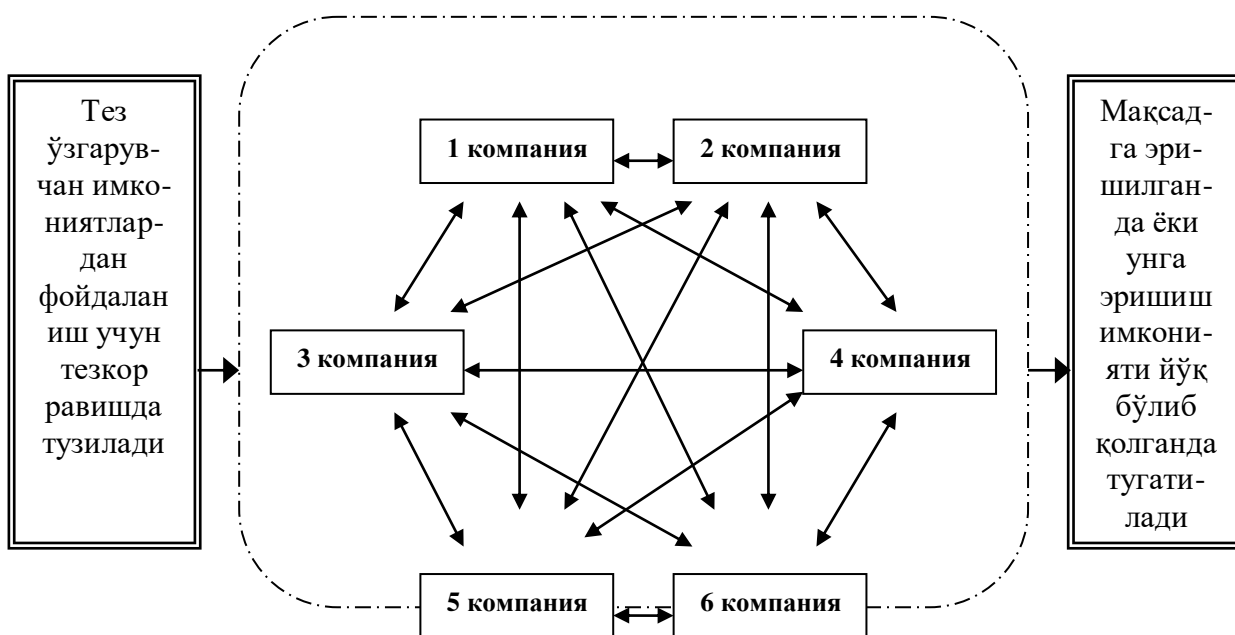 Тез
ўзгарув-
чан имко-
ниятлар-
дан
фойдалан
иш учун
тезкор
равишда
тузилади
1 компания
2 компания
3 компания
4 компания
5 компания
6 компания
Мақсад-
га эри-
шилган-
да ёки
унга
эришиш
имкони-
яти йўқ
бўлиб
қолганда
тугати-
лади